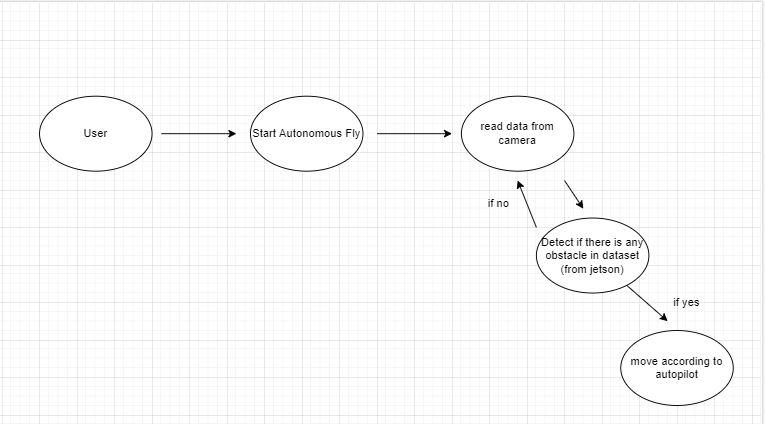 User
Start Autonomous Fly
read data from
camera
if no
Detect if there is any
obstacle in dataset
(from jetson)
if yes
move according to
autopilot